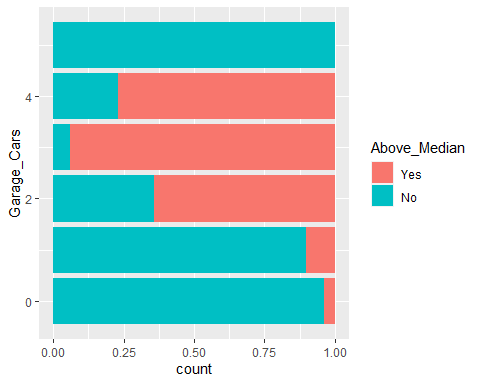 4
2
0
Garage_Cars
0.00 0.25 0.50 0.75 1.00
count
Above_Median
Yes
No